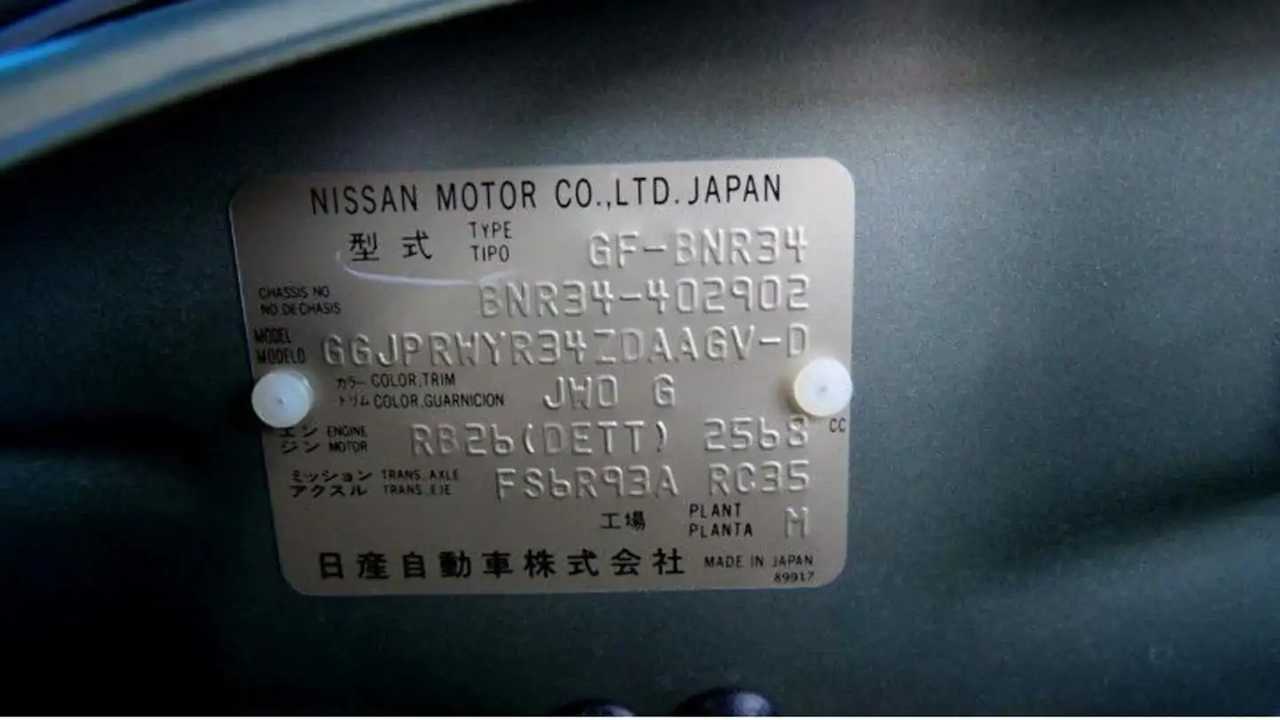 NISSAN MOTOR CO.,LTD. JAPAN
型式 TYPE TIPO GF-BNR34
CHASSIS NO NO.DE CHASIS BNR34-402902
MODEL MODELO GGJPRWYR34ZDAAGV-D
カラー COLOR,TRIM トリム COLOR,GUARNICION JW0 G
エンジン ENGINE MOTOR RB26(DETT) 2568 CC
ミッション TRANS.,AXLE アクスル TRANS.,EJE FS6R93A RC35
工場 PLANT PLANTA M
日産自動車株式会社 MADE IN JAPAN
89917